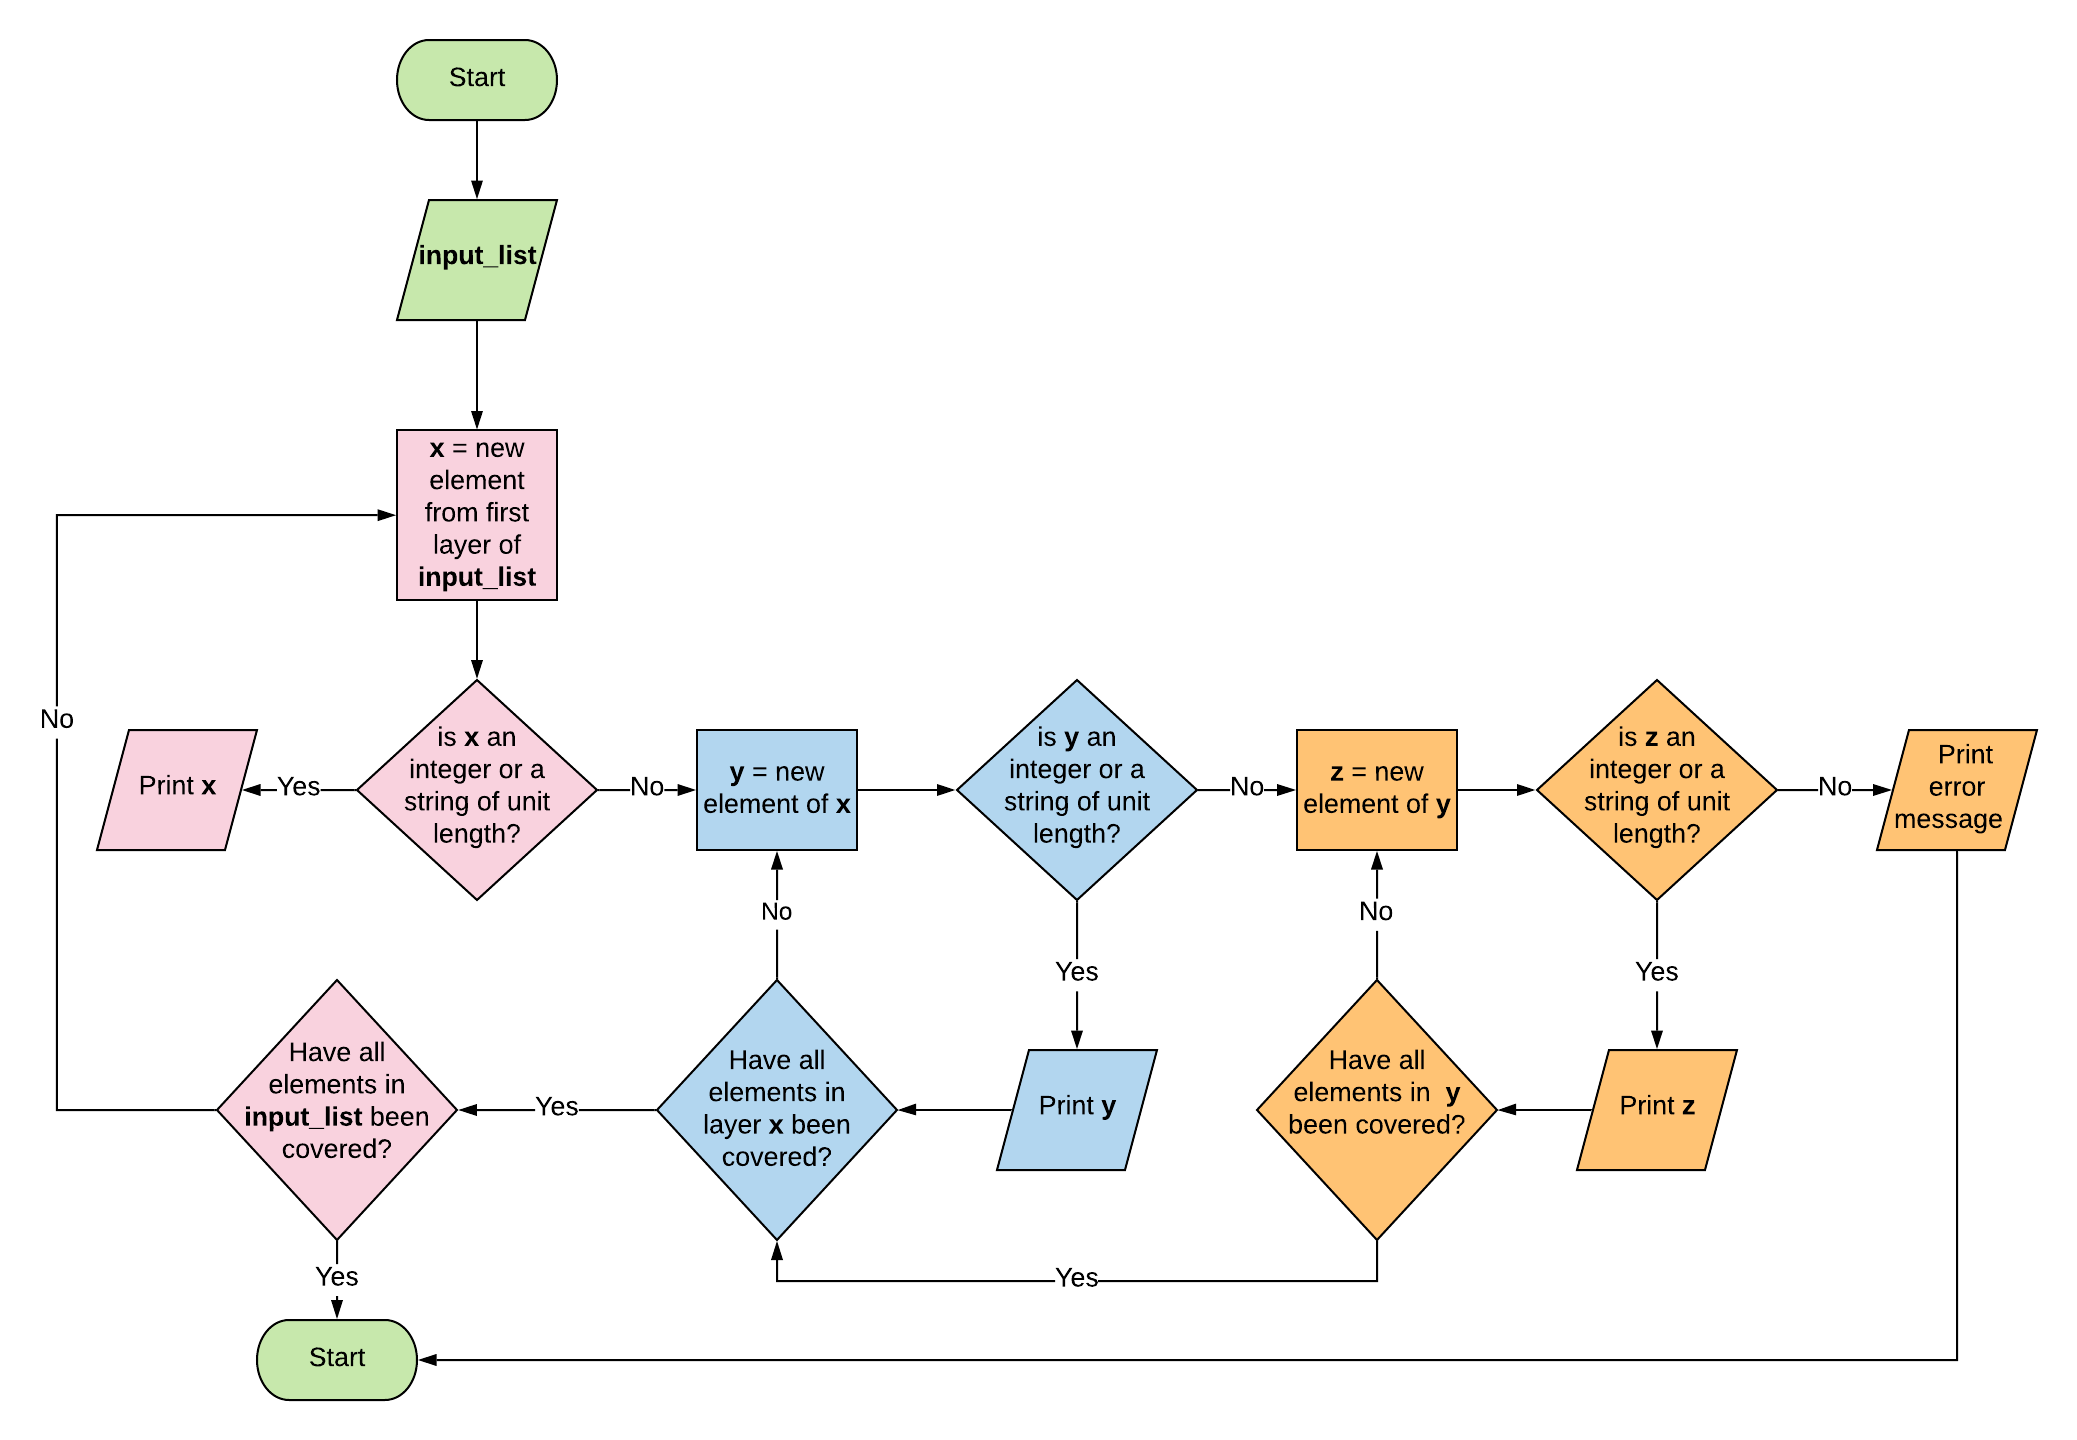 Start
input_list
x = new
element
from first
layer of
input_list
No
Print x
Yes
is x an
integer or a
string of unit
length?
No
y = new
element of x
is y an
integer or a
string of unit
length?
No
z = new
element of y
is z an
integer or a
string of unit
length?
No
Print
error
message
No
Yes
No
Yes
Have all
elements in
input_list been
covered?
Yes
Have all
elements in
layer x been
covered?
Print y
Have all
elements in y
been covered?
Print z
Yes
Yes
Start